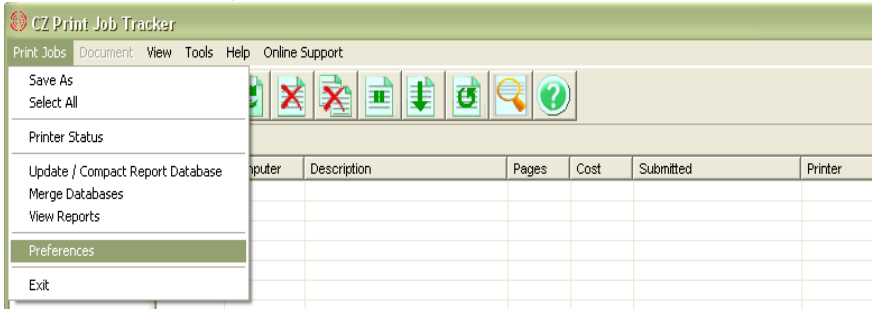 CZ Print Job Tracker
Print Jobs Document View Tools Help Online Support
Save As
Select All
Printer Status
Update / Compact Report Database
Merge Databases
View Reports
Preferences
Exit
nputer Description Pages Cost Submitted Printer